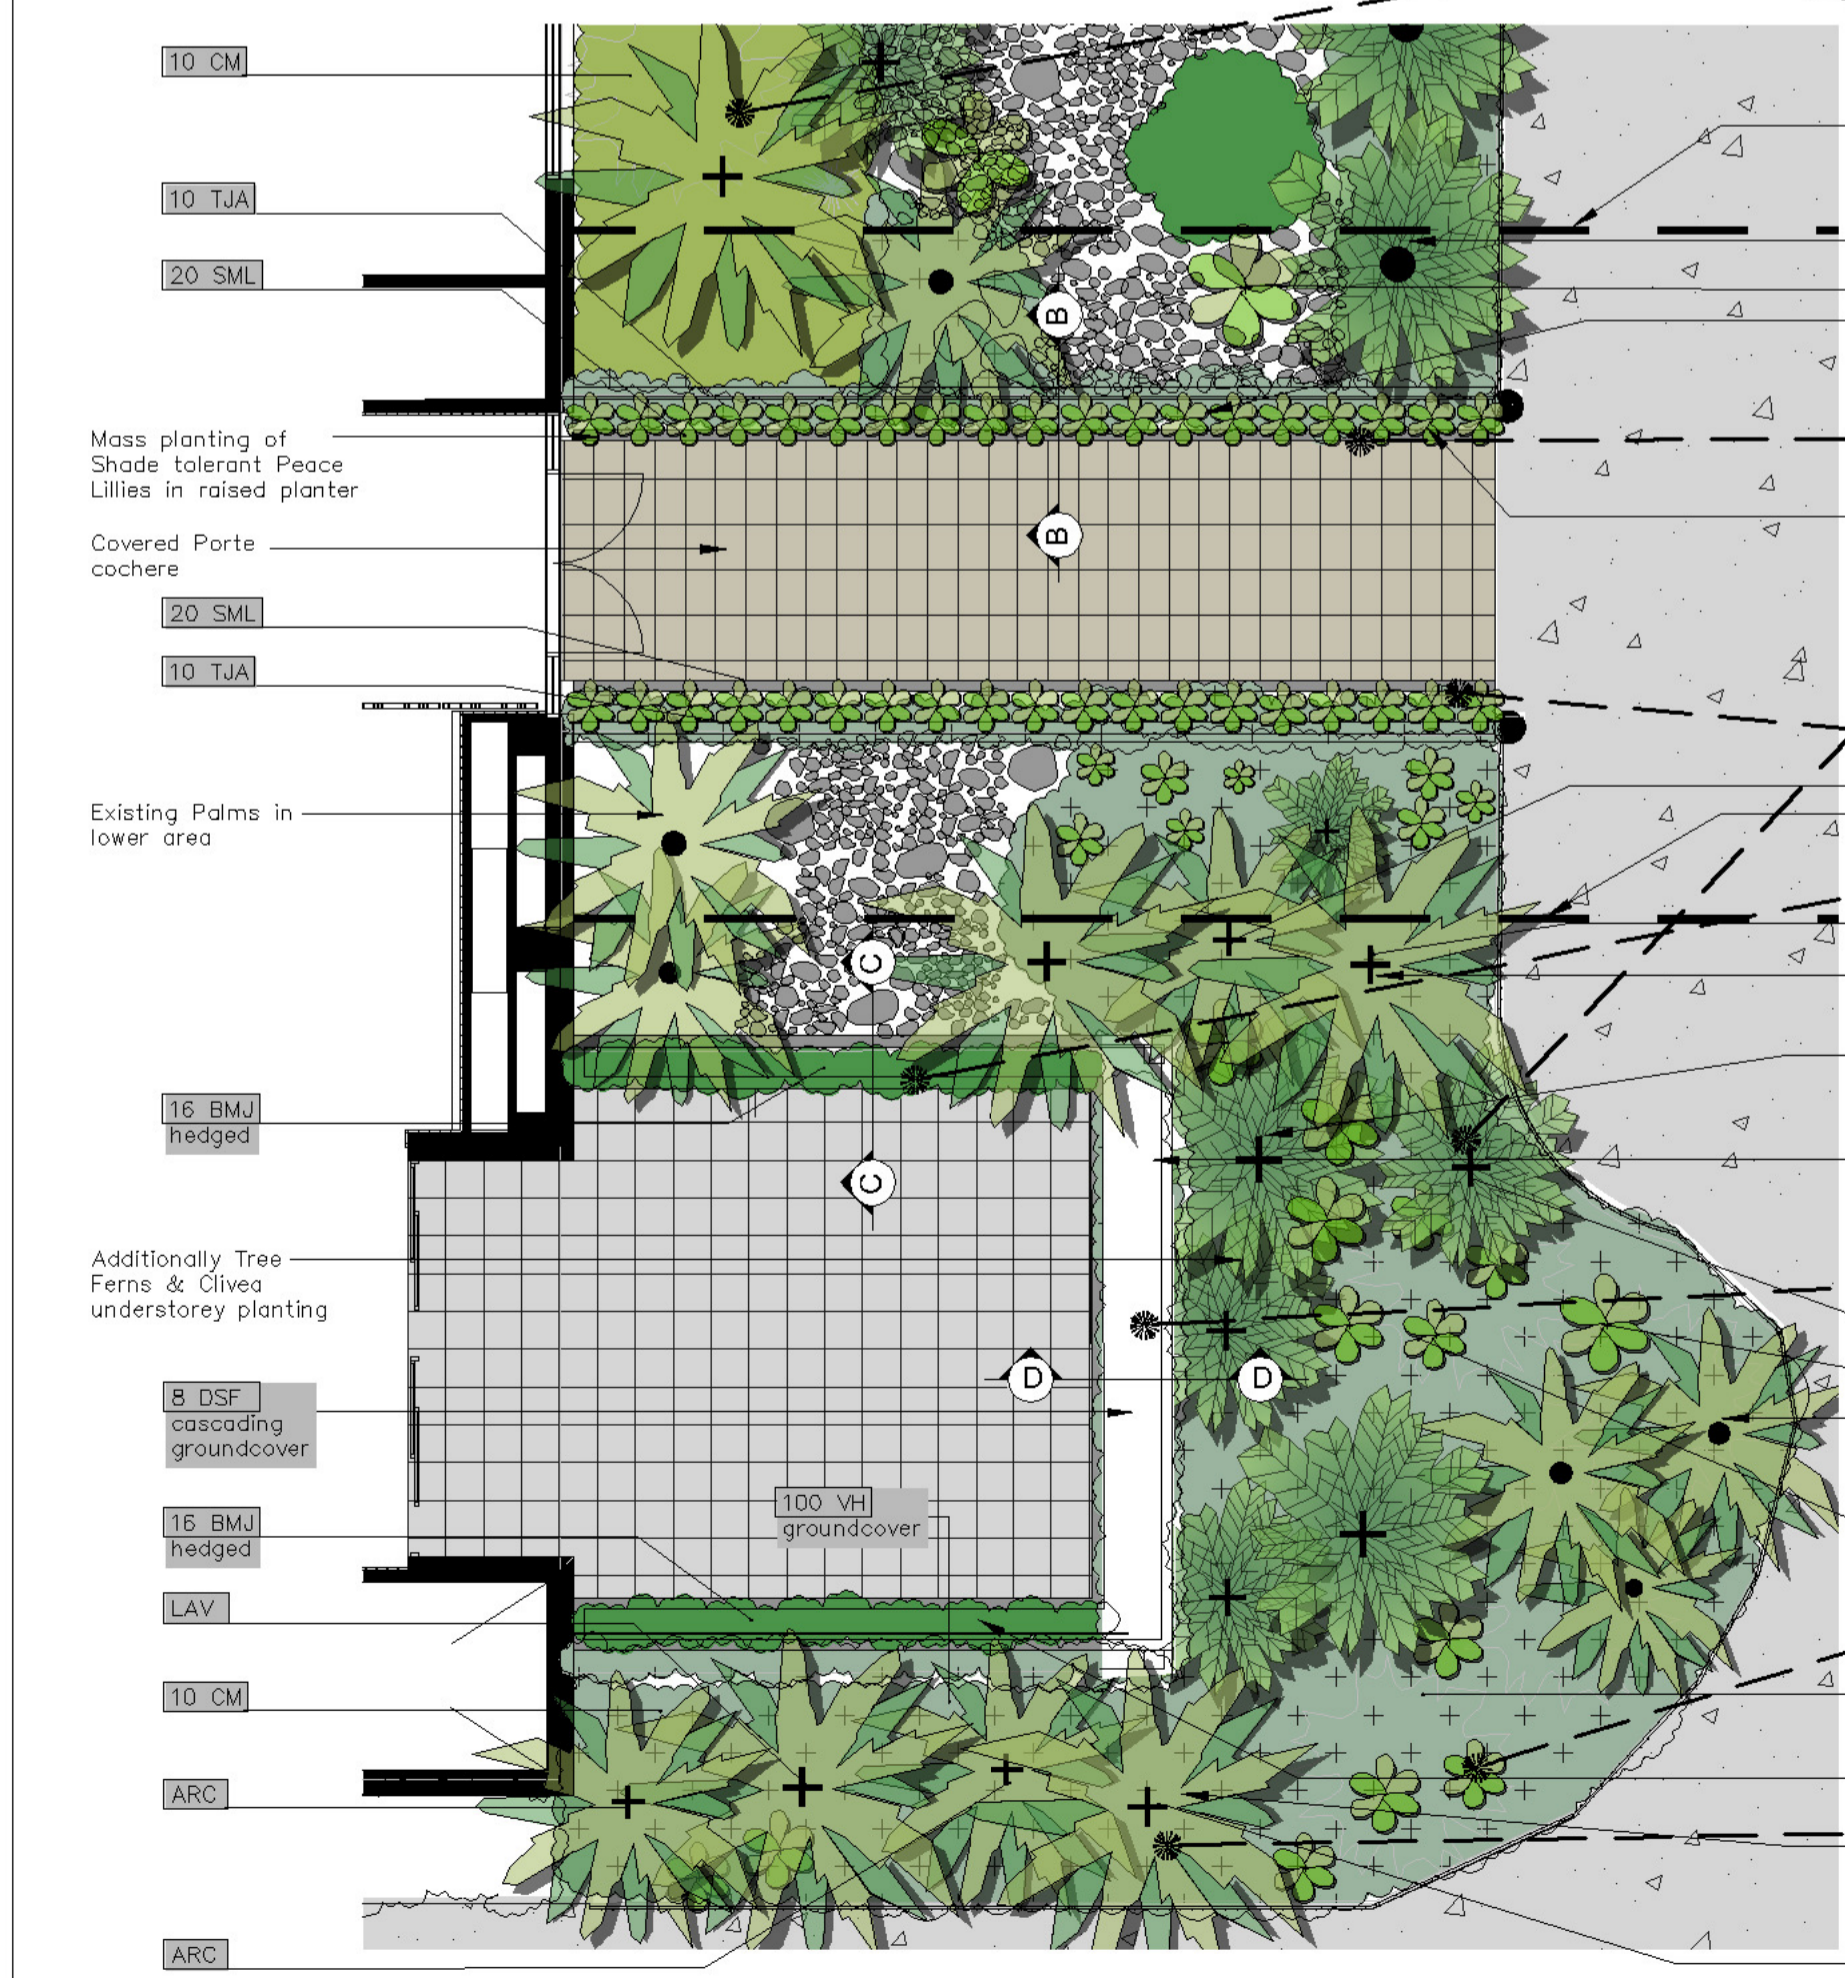 10 CM
10 TJA
20 SML
B
Mass planting of
Shade tolerant Peace
Lillies in raised planter
Covered Porte
cochere
B
20 SML
10 TJA
Existing Palms in
lower area
C
16 BMJ
hedged
C
Additionally Tree
Ferns & Clivea
understorey planting
D
D
8 DSF
cascading
groundcover
100 VH
groundcover
16 BMJ
hedged
LAV
10 CM
ARC
ARC